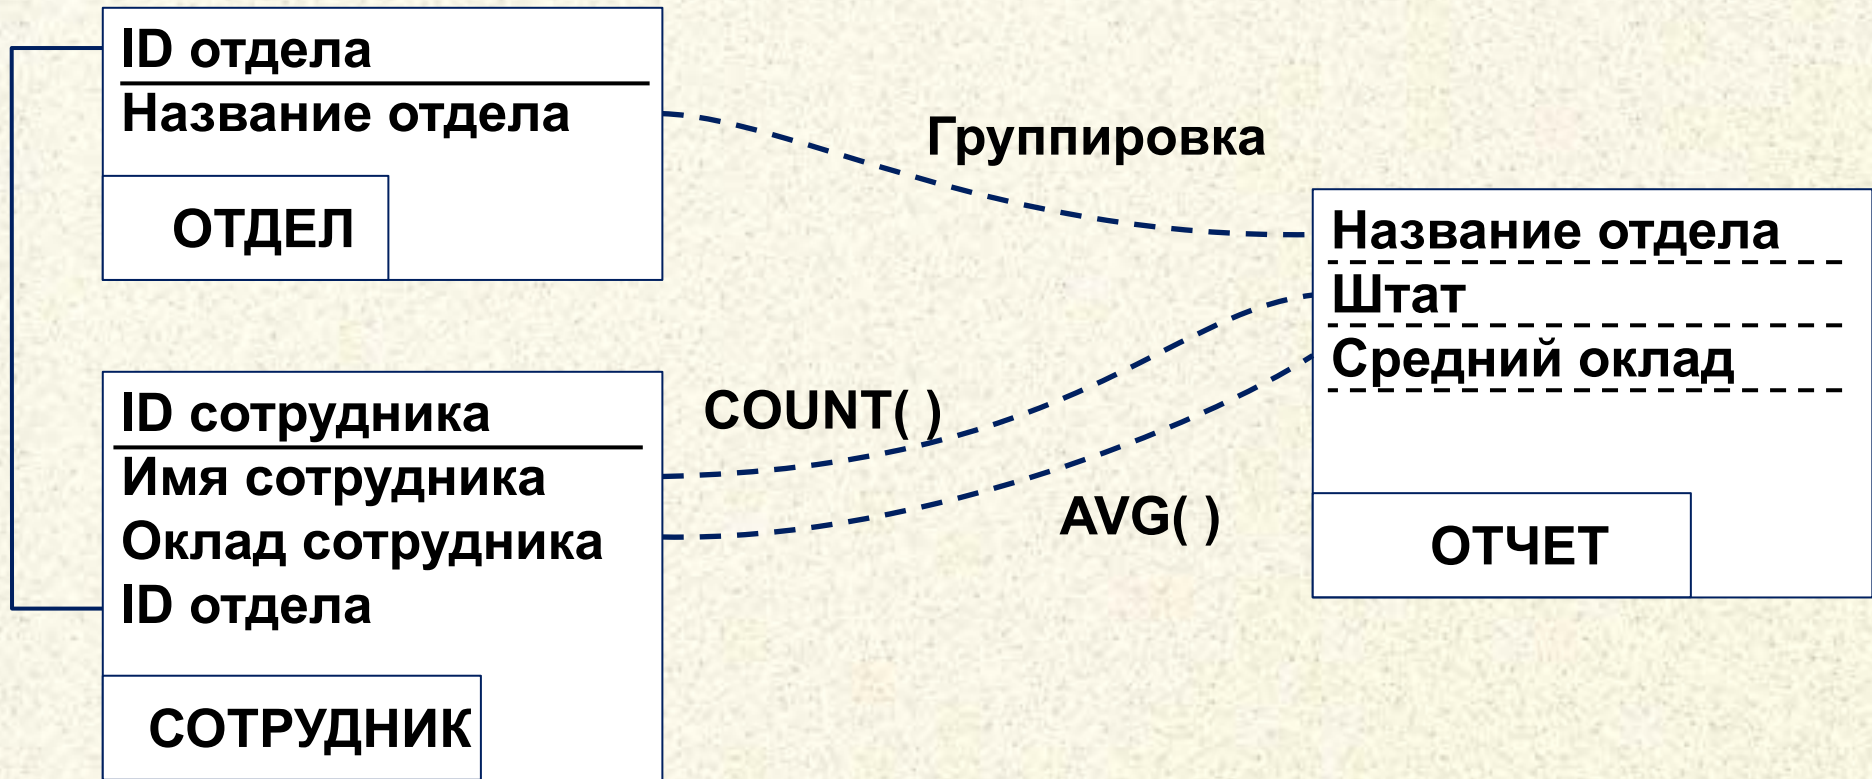 ID отдела
Название отдела
ОТДЕЛ
Группировка
ID сотрудника
Имя сотрудника
Оклад сотрудника
ID отдела
СОТРУДНИК
COUNT( )
AVG( )
Название отдела
Штат
Средний оклад
ОТЧЕТ